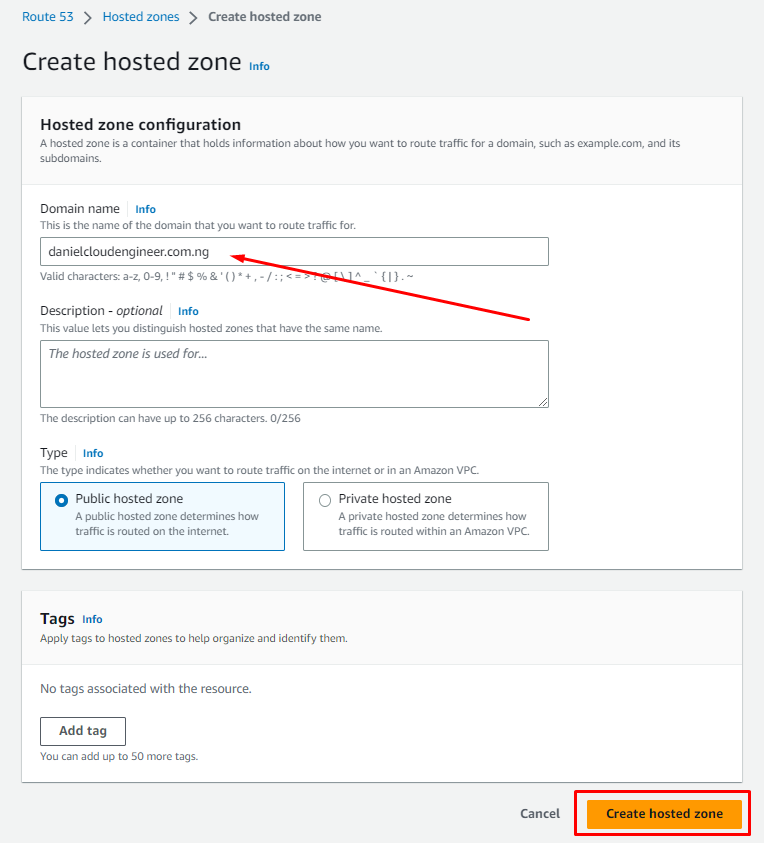 Route 53 > Hosted zones > Create hosted zone
Create hosted zone Info
Hosted zone configuration
A hosted zone is a container that holds information about how you want to route traffic for a domain, such as example.com, and its
subdomains.
Domain name Info
This is the name of the domain that you want to route traffic for.
danielcloudengineer.com.ng
Valid characters: a-z, 0-9, ! " # $ % & ' ( ) * + , - / : ; < = > ? @ [ \ ] ^ _ ` { | } . ~
Description - optional Info
This value lets you distinguish hosted zones that have the same name.
The hosted zone is used for...
The description can have up to 256 characters. 0/256
Type Info
The type indicates whether you want to route traffic on the internet or in an Amazon VPC.
Public hosted zone
A public hosted zone determines how
traffic is routed on the internet.
Private hosted zone
A private hosted zone determines how
traffic is routed within an Amazon VPC.
Tags Info
Apply tags to hosted zones to help organize and identify them.
No tags associated with the resource.
Add tag
You can add up to 50 more tags.
Cancel Create hosted zone